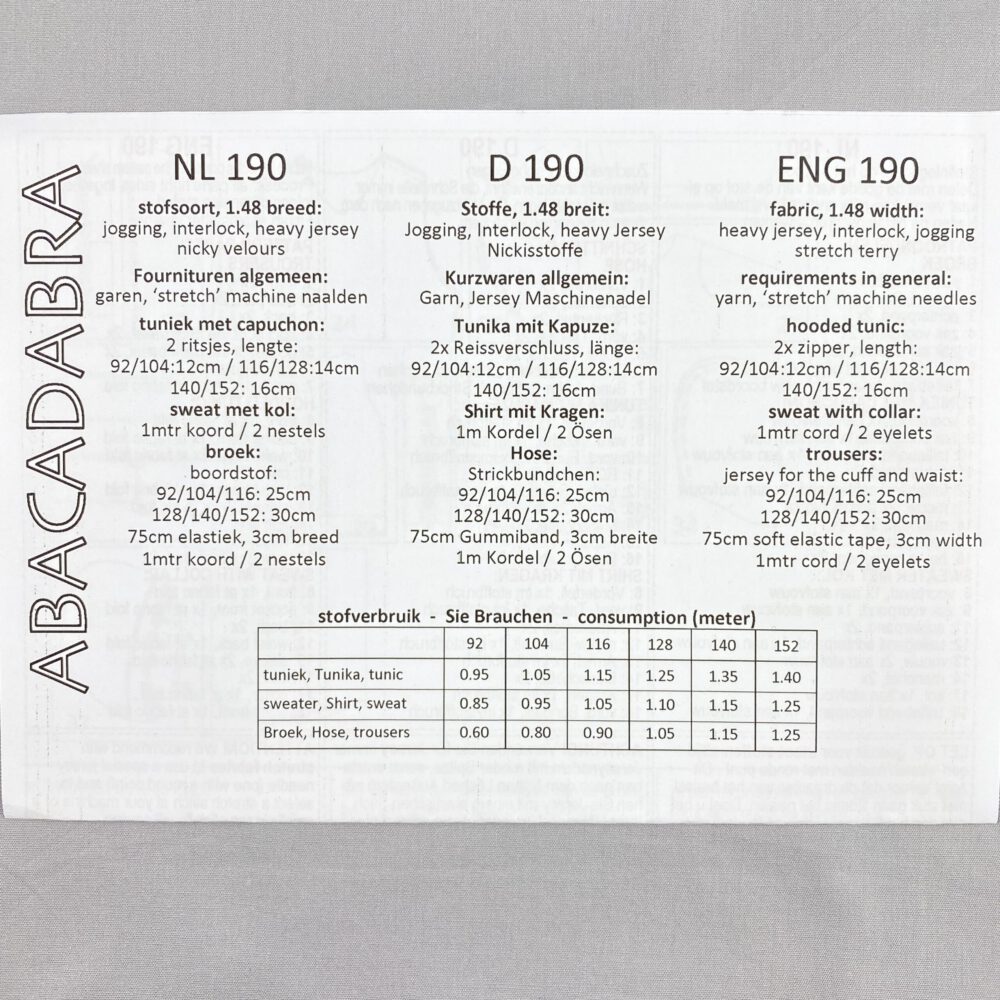 ABACADABRA
NL 190
stofsoort, 1.48 breed:
jogging, interlock, heavy jersey
nicky velours
Fournituren algemeen:
garen, ‘stretch’ machine naalden
tuniek met capuchon:
2 ritsjes, lengte:
92/104:12cm / 116/128:14cm
140/152: 16cm
sweat met kol:
1mtr koord / 2 nestels
broek:
boordstof:
92/104/116: 25cm
128/140/152: 30cm
75cm elastiek, 3cm breed
1mtr koord / 2 nestels
D 190
Stoffe, 1.48 breit:
Jogging, Interlock, heavy Jersey
Nickisstoffe
Kurzwaren allgemein:
Garn, Jersey Maschinenadel
Tunika mit Kapuze:
2x Reissverschluss, länge:
92/104:12cm / 116/128:14cm
140/152: 16cm
Shirt mit Kragen:
1m Kordel / 2 Ösen
Hose:
Strickbundchen:
92/104/116: 25cm
128/140/152: 30cm
75cm Gummiband, 3cm breite
1m Kordel / 2 Ösen
ENG 190
fabric, 1.48 width:
heavy jersey, interlock, jogging
stretch terry
requirements in general:
yarn, ‘stretch’ machine needles
hooded tunic:
2x zipper, length:
92/104:12cm / 116/128:14cm
140/152: 16cm
sweat with collar:
1mtr cord / 2 eyelets
trousers:
jersey for the cuff and waist:
92/104/116: 25cm
128/140/152: 30cm
75cm soft elastic tape, 3cm width
1mtr cord / 2 eyelets
stofverbruik - Sie Brauchen - consumption (meter)
92 104 116 128 140 152
tuniek, Tunika, tunic 0.95 1.05 1.15 1.25 1.35 1.40
sweater, Shirt, sweat 0.85 0.95 1.05 1.10 1.15 1.25
Broek, Hose, trousers 0.60 0.80 0.90 1.05 1.15 1.25